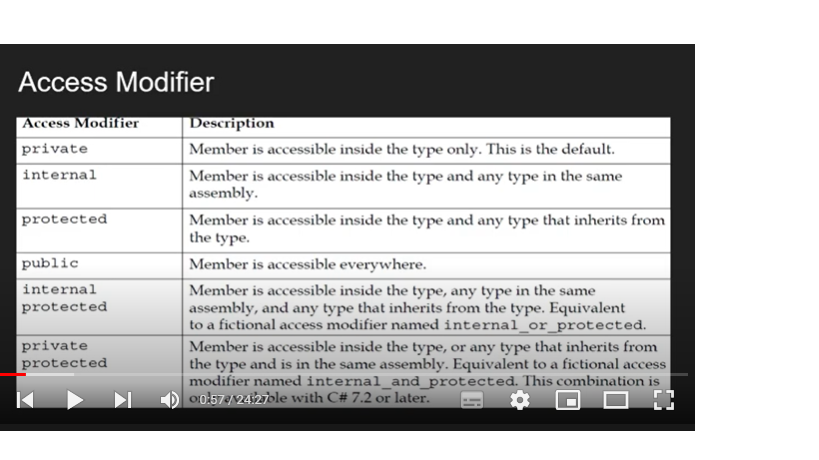 Access Modifier
Access Modifier Description
private Member is accessible inside the type only. This is the default.
internal Member is accessible inside the type and any type in the same
assembly.
protected Member is accessible inside the type and any type that inherits from
the type.
public Member is accessible everywhere.
internal Member is accessible inside the type, any type in the same
protected assembly, and any type that inherits from the type. Equivalent
to a fictional access modifier named internal_or_protected.
private Member is accessible inside the type, or any type that inherits from
protected the type and is in the same assembly. Equivalent to a fictional access
modifier named internal_and_protected. This combination is
with C# 7.2 or later.
0:57 / 24:27